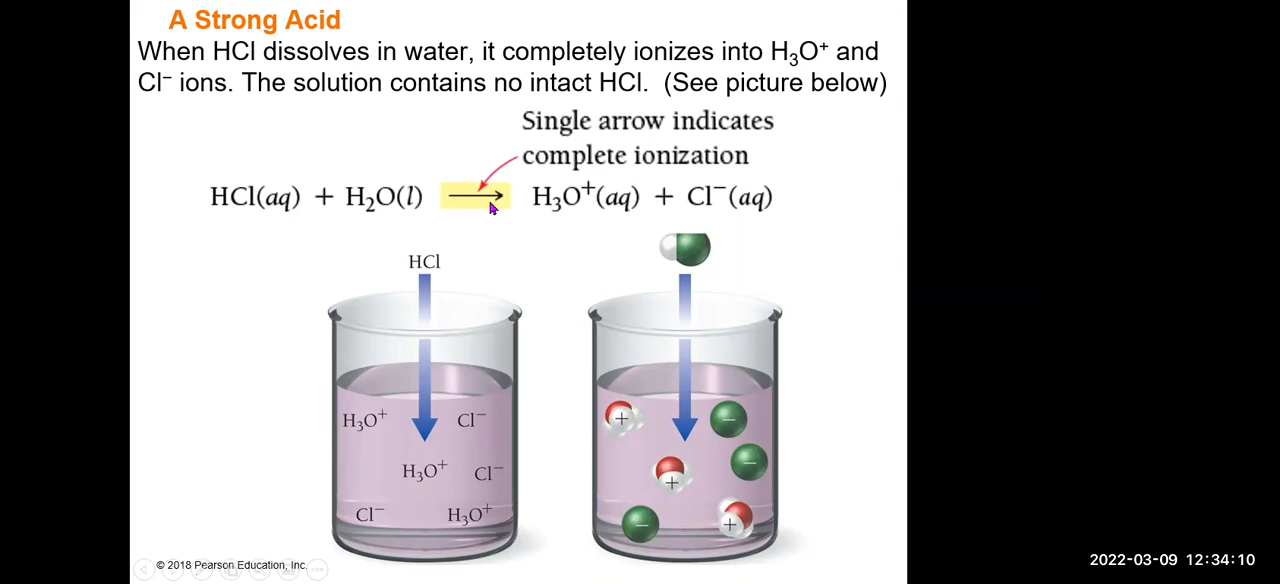 A Strong Acid
When HCl dissolves in water, it completely ionizes into H₃O⁺ and
Cl⁻ ions. The solution contains no intact HCl. (See picture below)
Single arrow indicates
complete ionization
HCl(aq) + H₂O(l) ⟶ H₃O⁺(aq) + Cl⁻(aq)
HCl
H₃O⁺ Cl⁻
H₃O⁺ Cl⁻
Cl⁻ H₃O⁺
+ −
−
+
− +
© 2018 Pearson Education, Inc.
2022-03-09 12:34:10